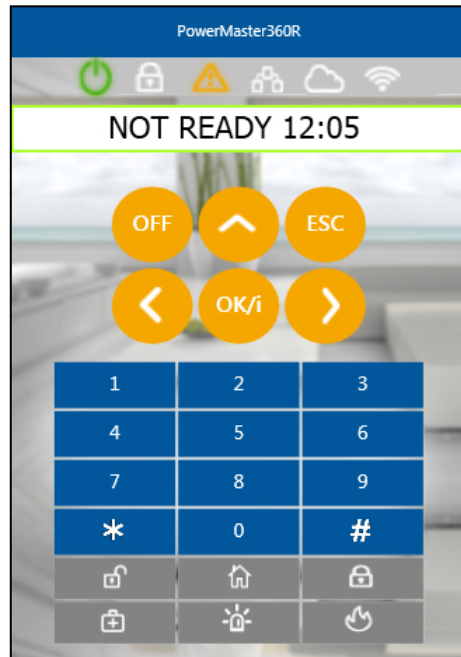 PowerMaster360R
NOT READY 12:05
OFF
ESC
OK/i
1 2 3
4 5 6
7 8 9
* 0 #